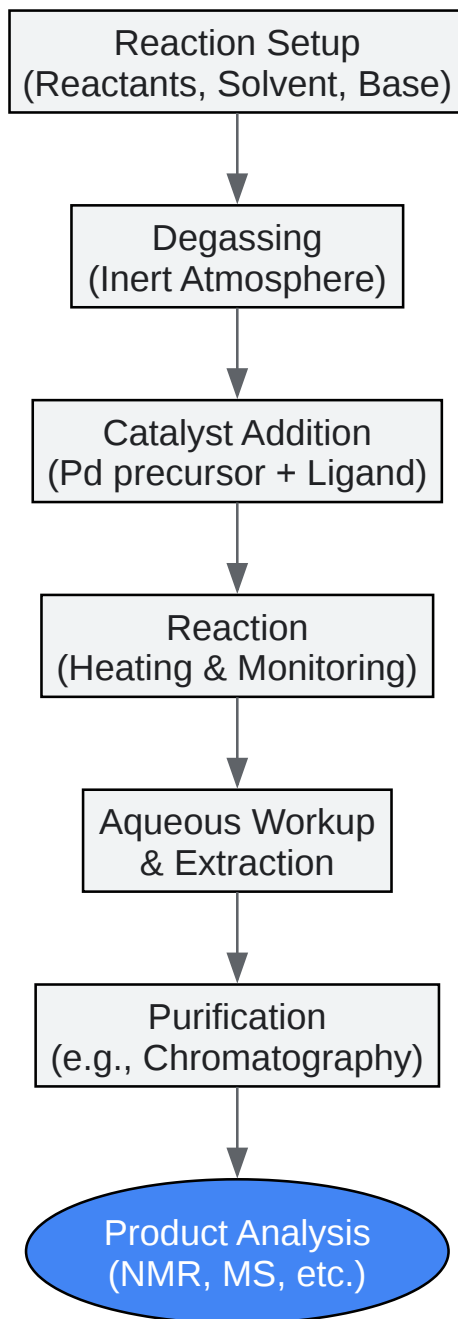 Reaction Setup
(Reactants, Solvent, Base)
Degassing
(Inert Atmosphere)
Catalyst Addition
(Pd precursor + Ligand)
Reaction
(Heating & Monitoring)
Aqueous Workup
& Extraction
Purification
(e.g., Chromatography)
Product Analysis
(NMR, MS, etc.)